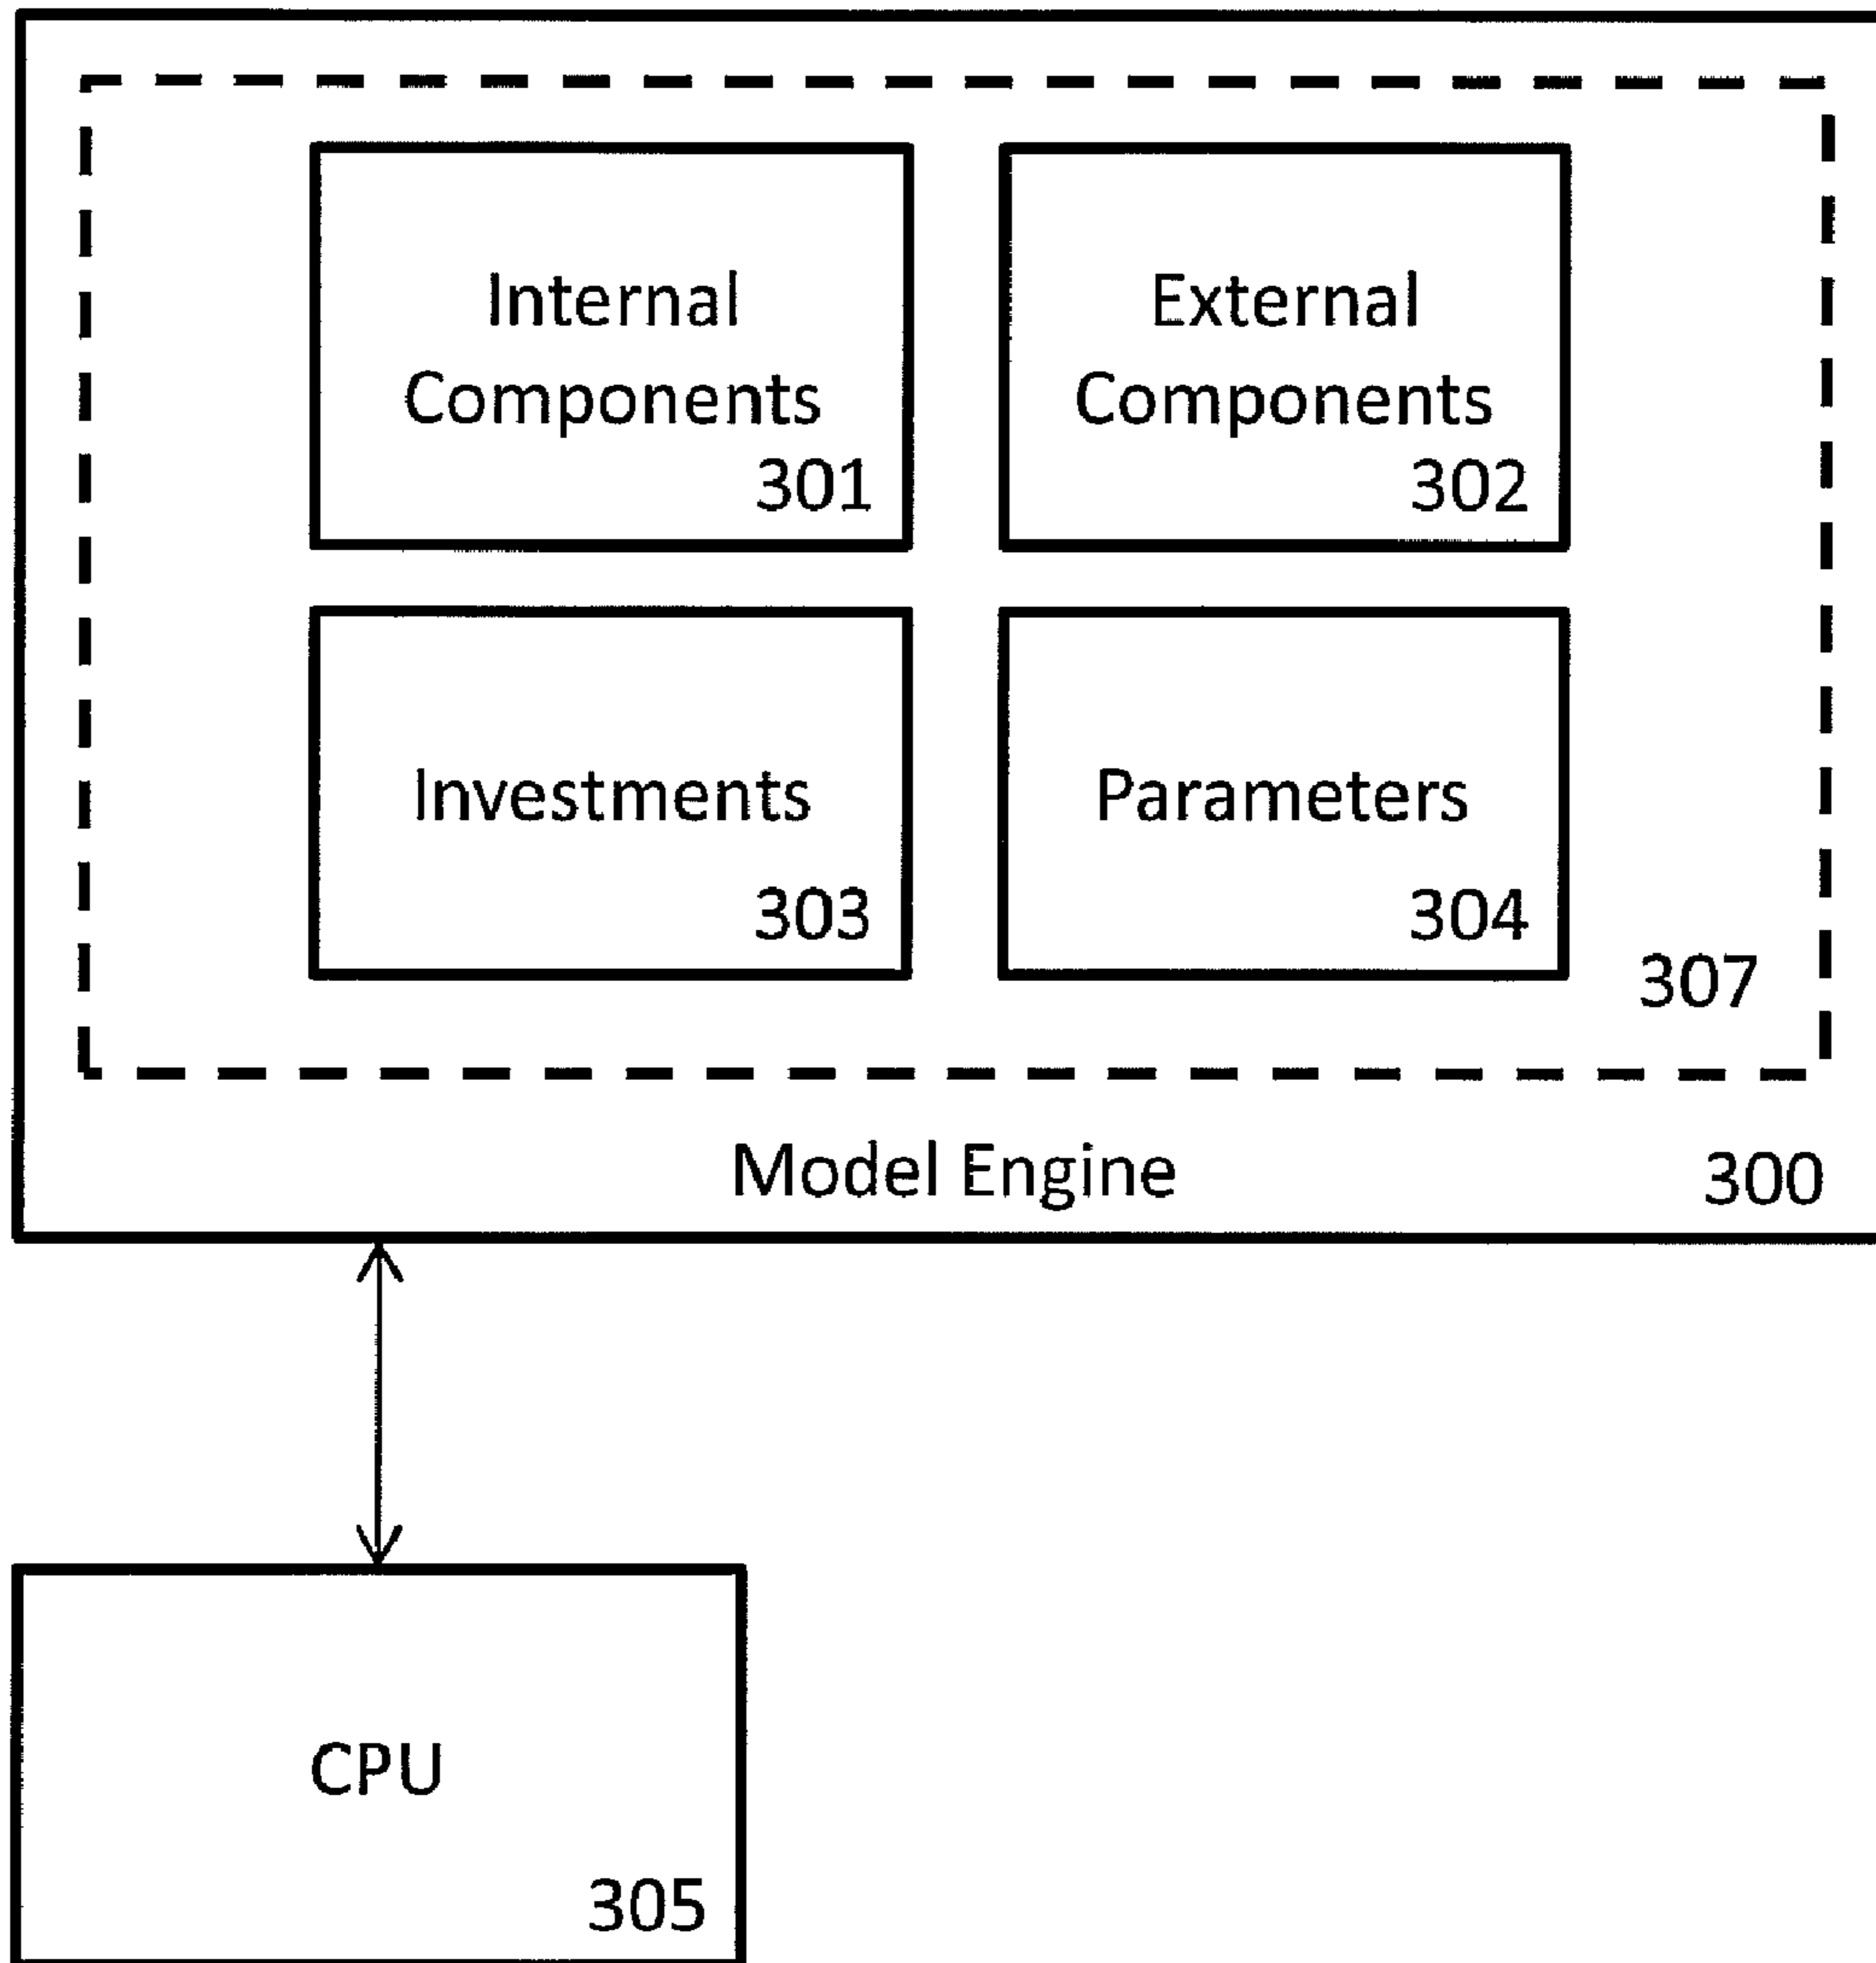 Internal
Components
301
External
Components
302
Investments
303
Parameters
304
307
Model Engine
300
CPU
305